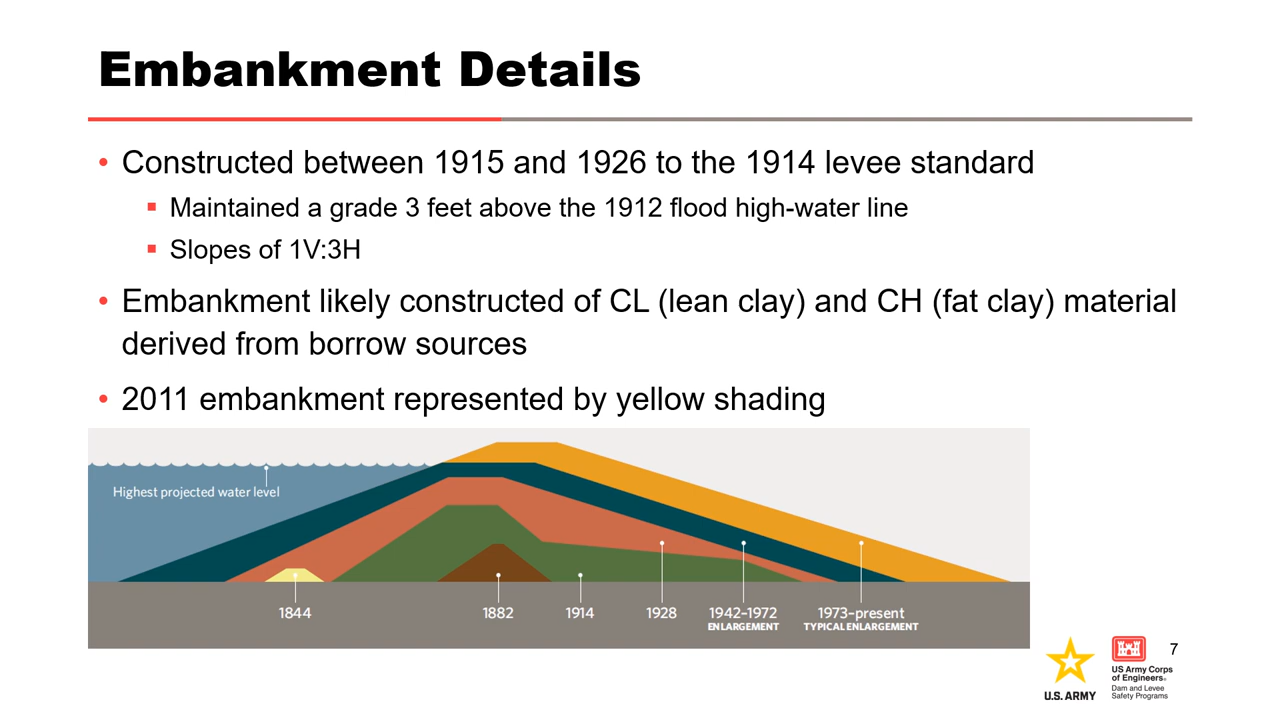 Embankment Details
• Constructed between 1915 and 1926 to the 1914 levee standard
▪ Maintained a grade 3 feet above the 1912 flood high-water line
▪ Slopes of 1V:3H
• Embankment likely constructed of CL (lean clay) and CH (fat clay) material
derived from borrow sources
• 2011 embankment represented by yellow shading
Highest projected water level
1844
1882
1914
1928
1942–1972
ENLARGEMENT
1973–present
TYPICAL ENLARGEMENT
U.S. ARMY
US Army Corps
of Engineers®
Dam and Levee
Safety Programs
7